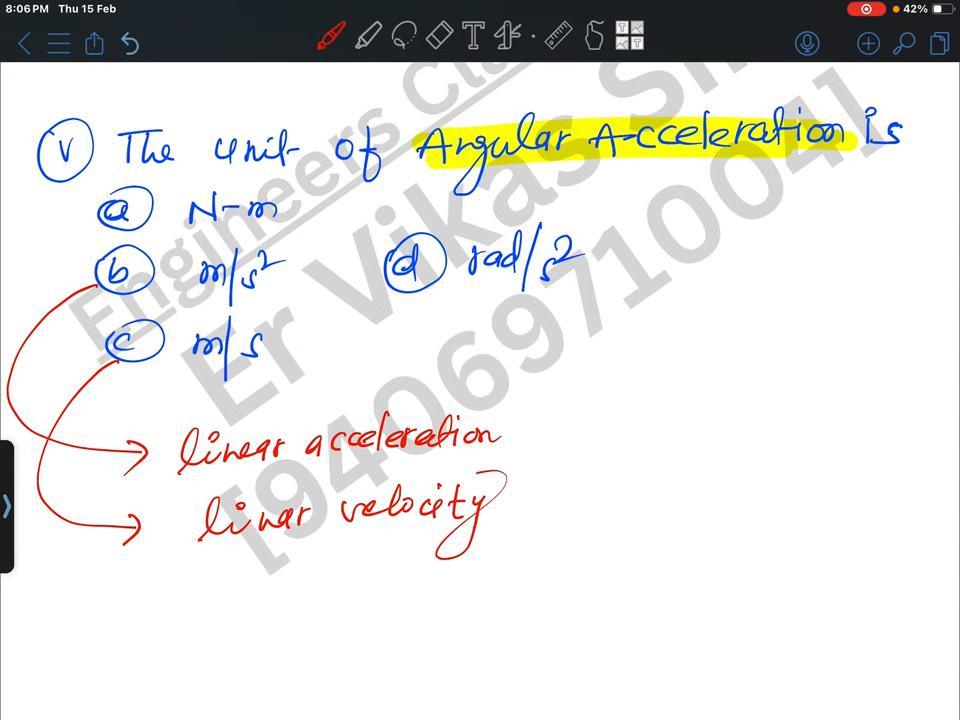 8:06 PM Thu 15 Feb
42%
v The unit of Angular Acceleration is
a N-m
b m/s²
d rad/s²
c m/s
linear acceleration
linear velocity
Engineers Cla
Er Vikas Sh
[9406971004]